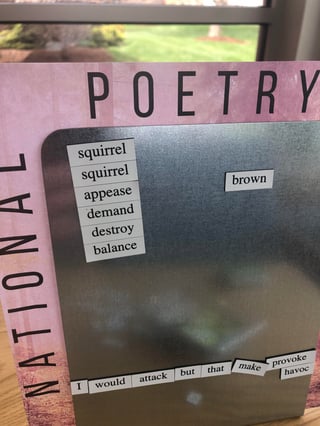 NATIONAL
POETRY
squirrel
squirrel
appease
demand
destroy
balance
brown
I would attack but that make provoke
havoc